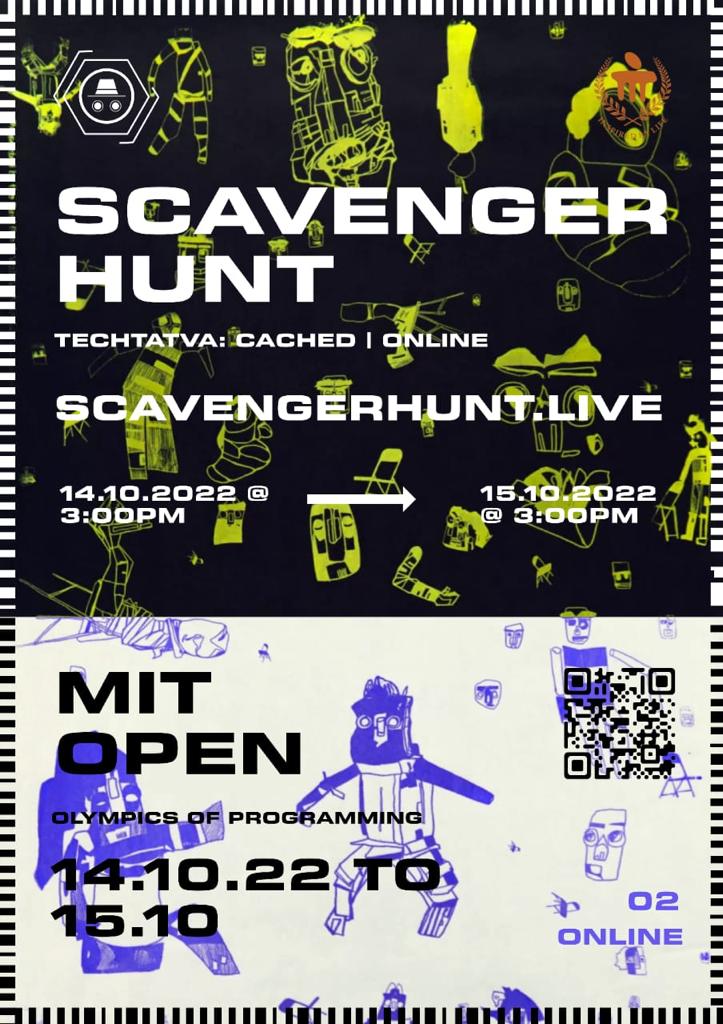 SCAVENGER
HUNT
TECHTATVA: CACHED | ONLINE
SCAVENGERHUNT.LIVE
14.10.2022 @
3:00PM
15.10.2022
@ 3:00PM
MIT
OPEN
OLYMPICS ØF PROGRAMMING
14.10.22 TO
15.10
02
ONLINE